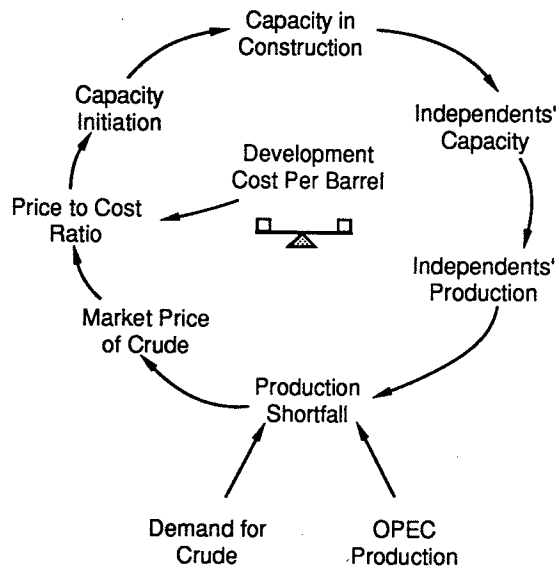 Capacity in
Construction
Capacity
Initiation
Independents'
Capacity
Development
Cost Per Barrel
Price to Cost
Ratio
Independents'
Production
Market Price
of Crude
Production
Shortfall
Demand for
Crude
OPEC
Production